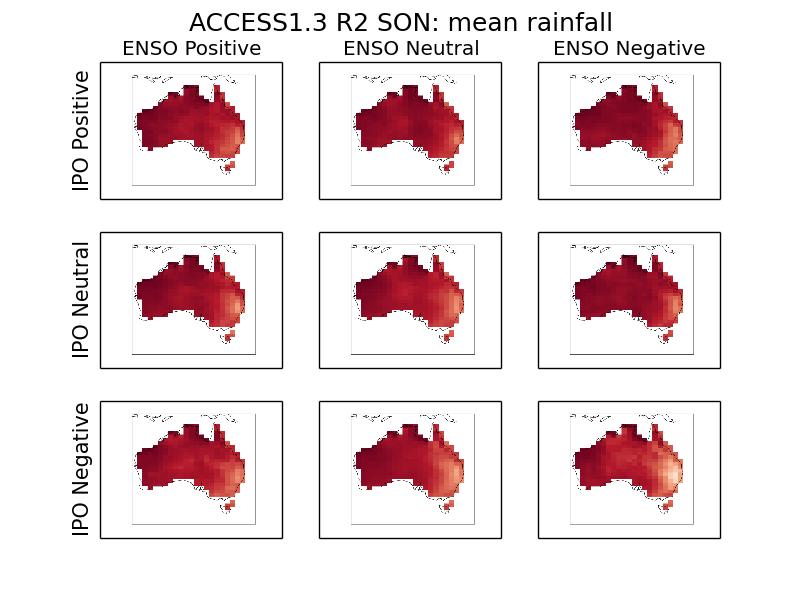 ACCESS1.3 R2 SON: mean rainfall
ENSO Positive
ENSO Neutral
ENSO Negative
IPO Positive
IPO Neutral
IPO Negative